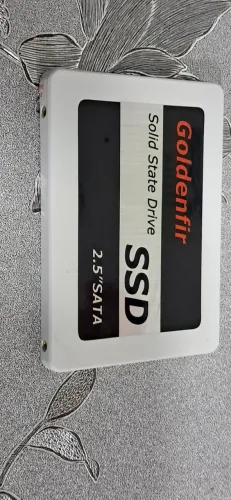 Goldenfir
Solid State Drive
SSD
2.5"SATA